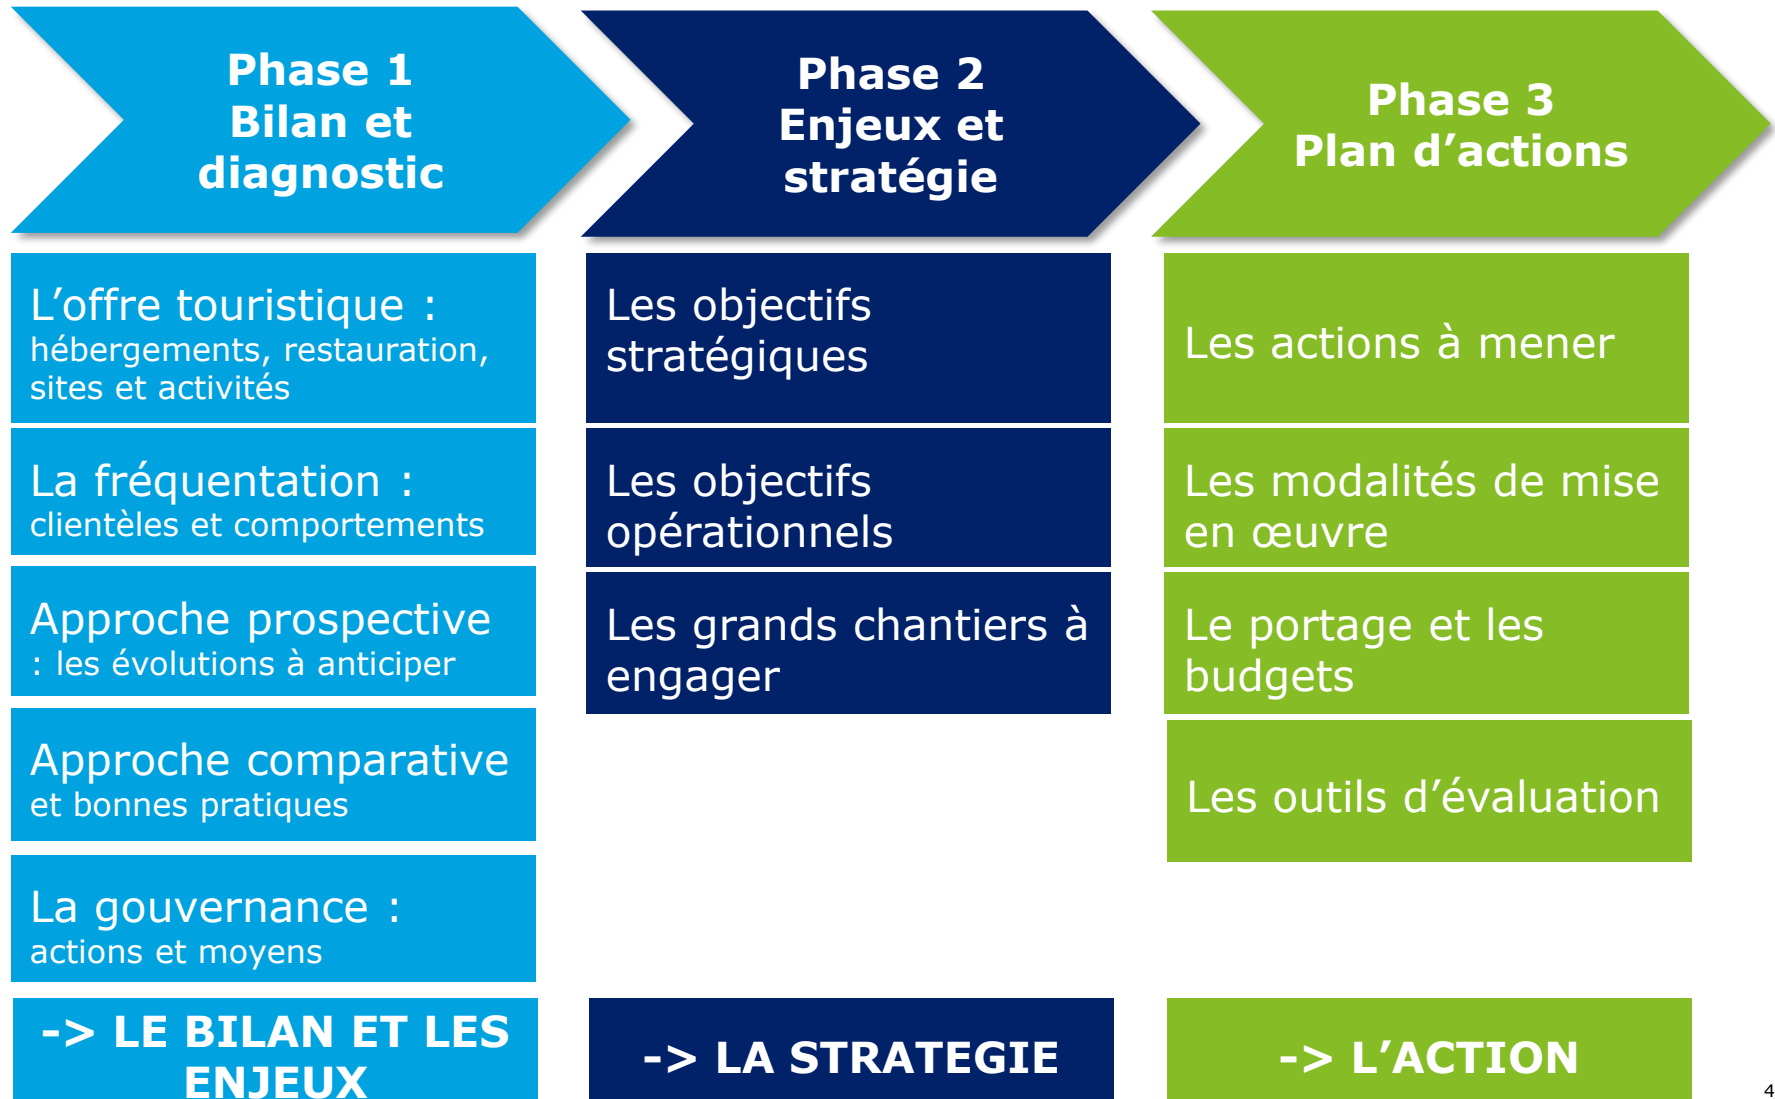 Phase 1
Bilan et
diagnostic
L’offre touristique :
hébergements, restauration,
sites et activités
La fréquentation :
clientèles et comportements
Approche prospective
: les évolutions à anticiper
Approche comparative
et bonnes pratiques
La gouvernance :
actions et moyens
-> LE BILAN ET LES
ENJEUX
Phase 2
Enjeux et
stratégie
Les objectifs
stratégiques
Les objectifs
opérationnels
Les grands chantiers à
engager
-> LA STRATEGIE
Phase 3
Plan d’actions
Les actions à mener
Les modalités de mise
en œuvre
Le portage et les
budgets
Les outils d’évaluation
-> L’ACTION
4